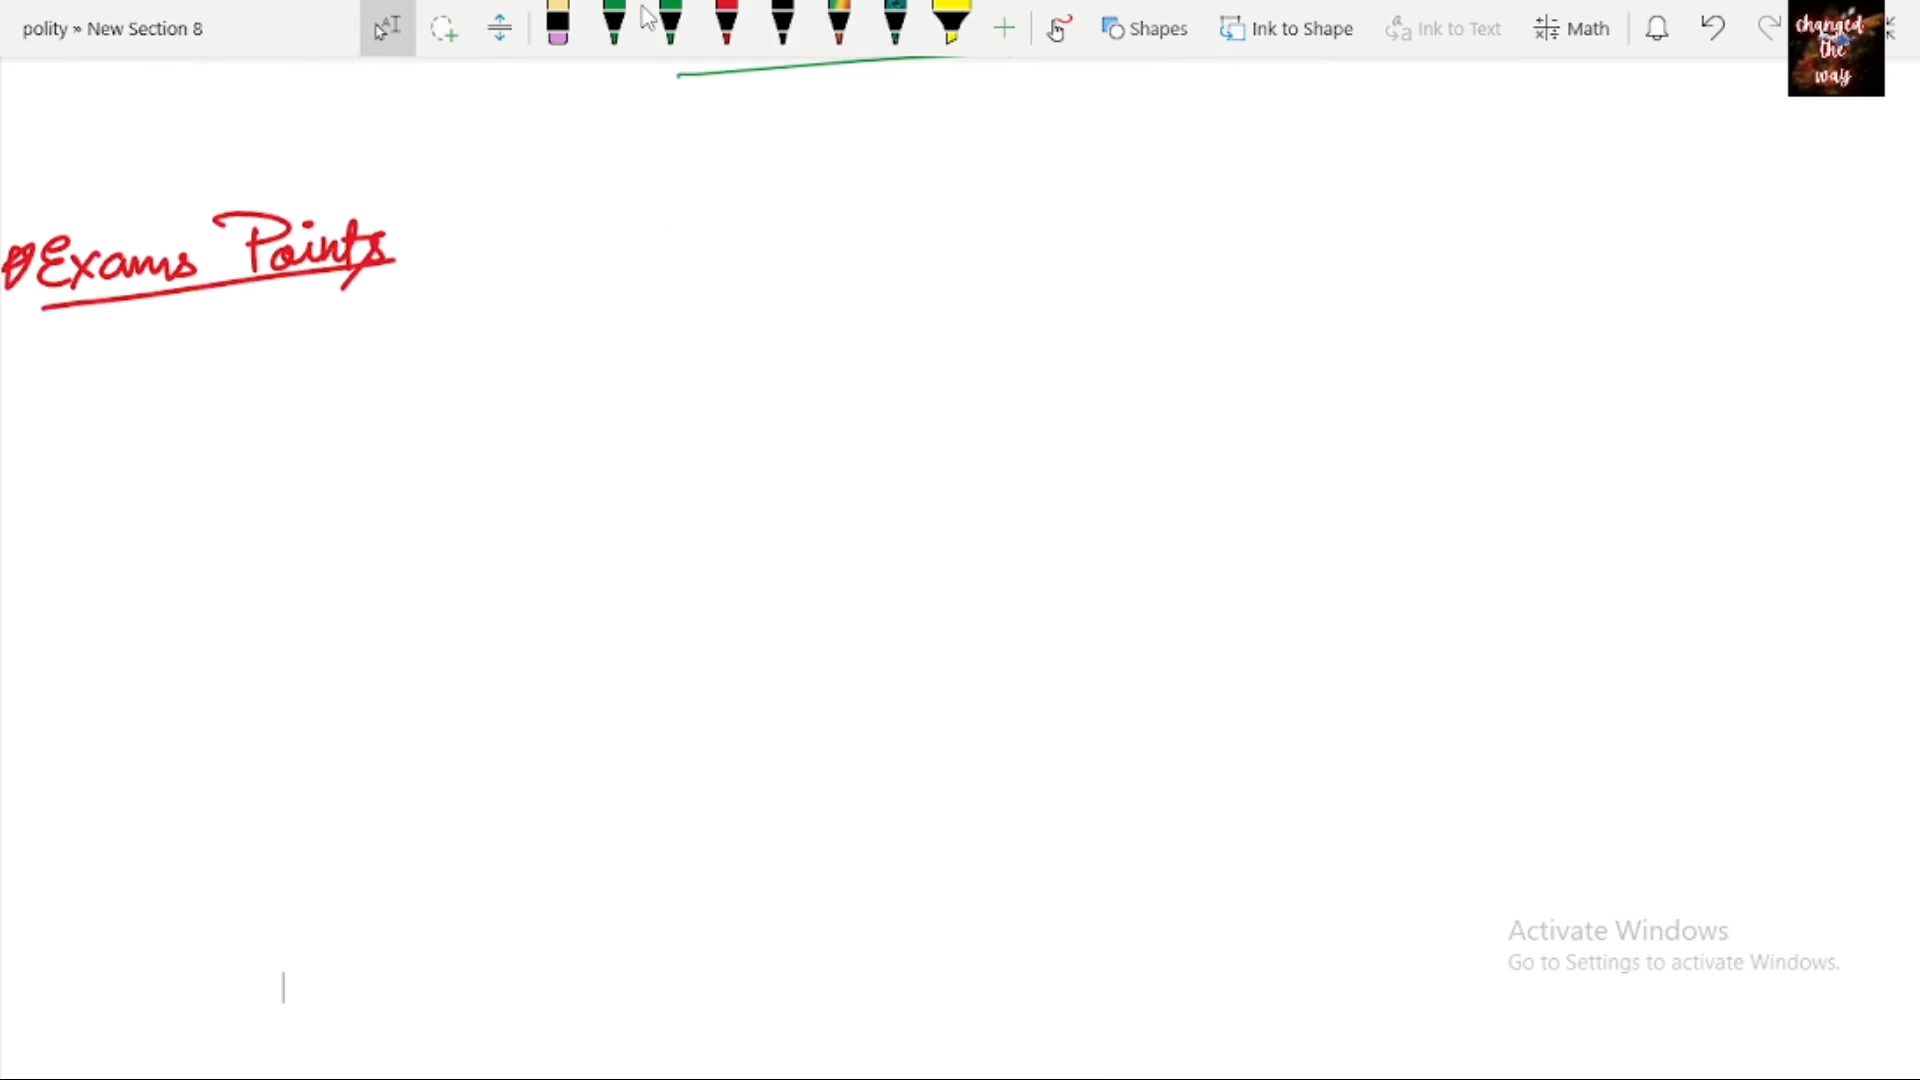 polity » New Section 8
Shapes
Ink to Shape
Ink to Text
Math
changed
the
way
Exams Points
Activate Windows
Go to Settings to activate Windows.